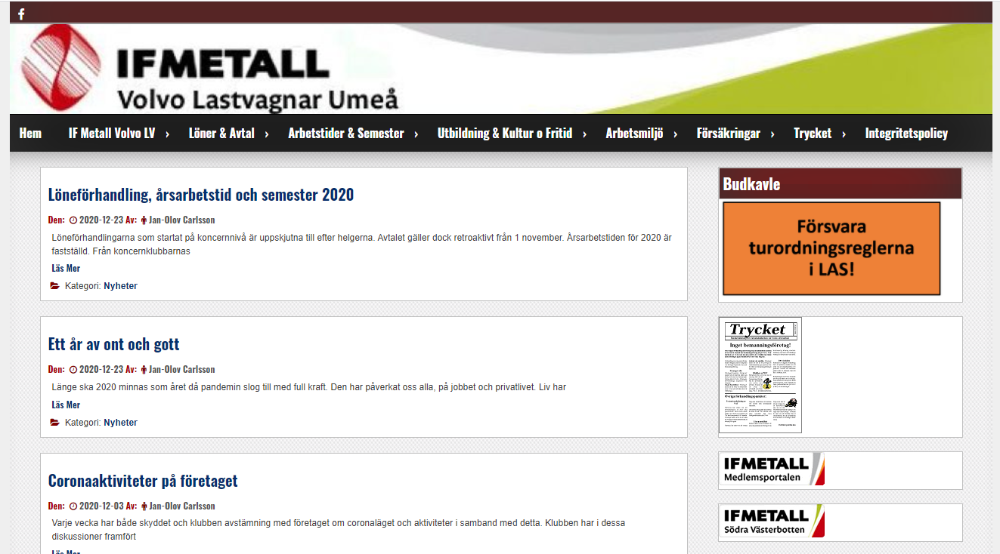 IFMETALL
Volvo Lastvagnar Umeå
Hem IF Metall Volvo LV › Löner & Avtal › Arbetstider & Semester › Utbildning & Kultur o Fritid › Arbetsmiljö › Försäkringar › Trycket › Integritetspolicy
Löneförhandling, årsarbetstid och semester 2020
Den: 2020-12-23 Av: Jan-Olov Carlsson
Löneförhandlingarna som startat på koncernnivå är uppskjutna till efter helgerna. Avtalet gäller dock retroaktivt från 1 november. Årsarbetstiden för 2020 är
fastställd. Från koncernklubbarnas
Läs Mer
Kategori: Nyheter
Ett år av ont och gott
Den: 2020-12-23 Av: Jan-Olov Carlsson
Länge ska 2020 minnas som året då pandemin slog till med full kraft. Den har påverkat oss alla, på jobbet och privatlivet. Liv har
Läs Mer
Kategori: Nyheter
Coronaaktiviteter på företaget
Den: 2020-12-03 Av: Jan-Olov Carlsson
Varje vecka har både skyddet och klubben avstämning med företaget om coronaläget och aktiviteter i samband med detta. Klubben har i dessa
diskussioner framfört
Läs Mer
Budkavle
Försvara
turordningsreglerna
i LAS!
Trycket
Inget bemanningsföretag!
Övriga förhandlingspunkter:
IFMETALL
Medlemsportalen
IFMETALL
Södra Västerbotten